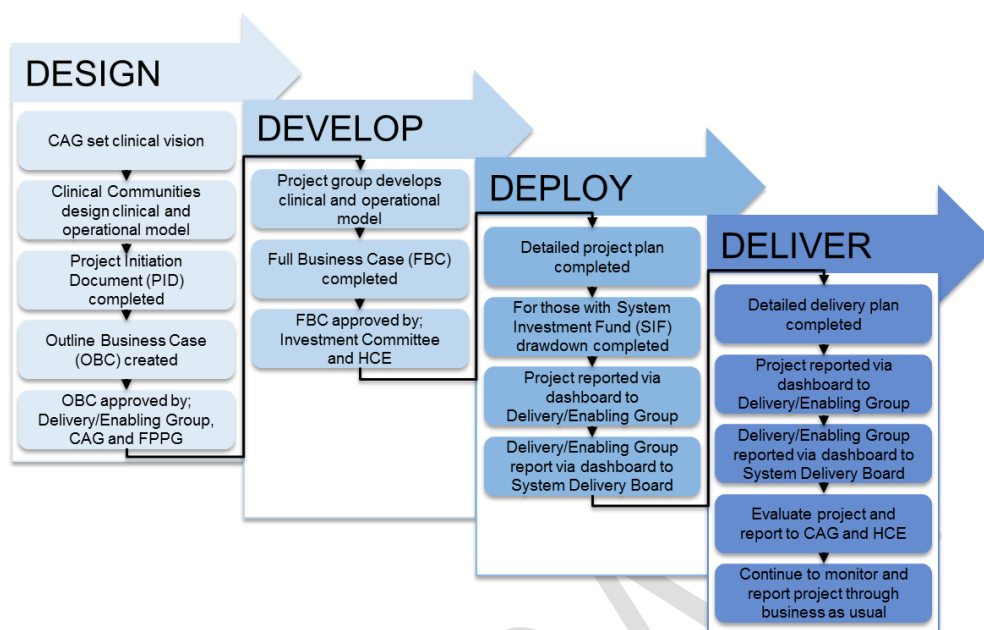 DESIGN
CAG set clinical vision
Clinical Communities
design clinical and
operational model
Project Initiation
Document (PID)
completed
Outline Business Case
(OBC) created
OBC approved by;
Delivery/Enabling Group,
CAG and FPPG
DEVELOP
Project group develops
clinical and operational
model
Full Business Case (FBC)
completed
FBC approved by;
Investment Committee
and HCE
DEPLOY
Detailed project plan
completed
For those with System
Investment Fund (SIF)
drawdown completed
Project reported via
dashboard to
Delivery/Enabling Group
Delivery/Enabling Group
report via dashboard to
System Delivery Board
DELIVER
Detailed delivery plan
completed
Project reported via
dashboard to
Delivery/Enabling Group
Delivery/Enabling Group
reported via dashboard to
System Delivery Board
Evaluate project and
report to CAG and HCE
Continue to monitor and
report project through
business as usual